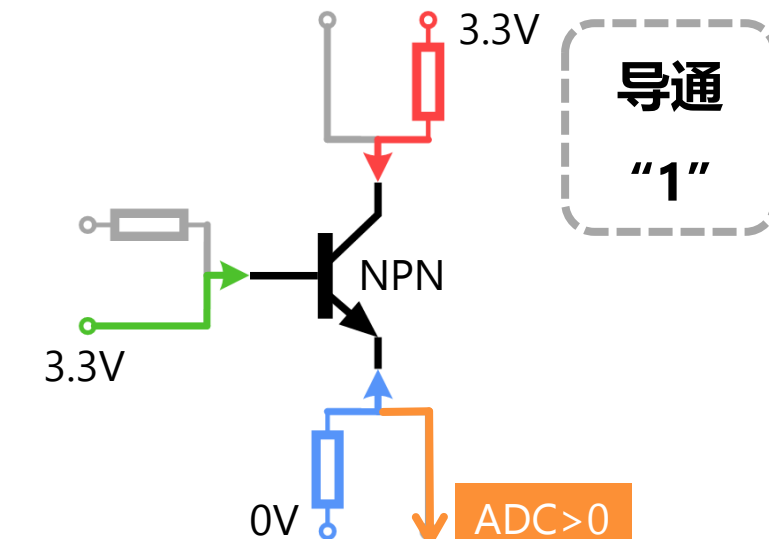 3.3V
导通
“1”
NPN
3.3V
0V
ADC>0